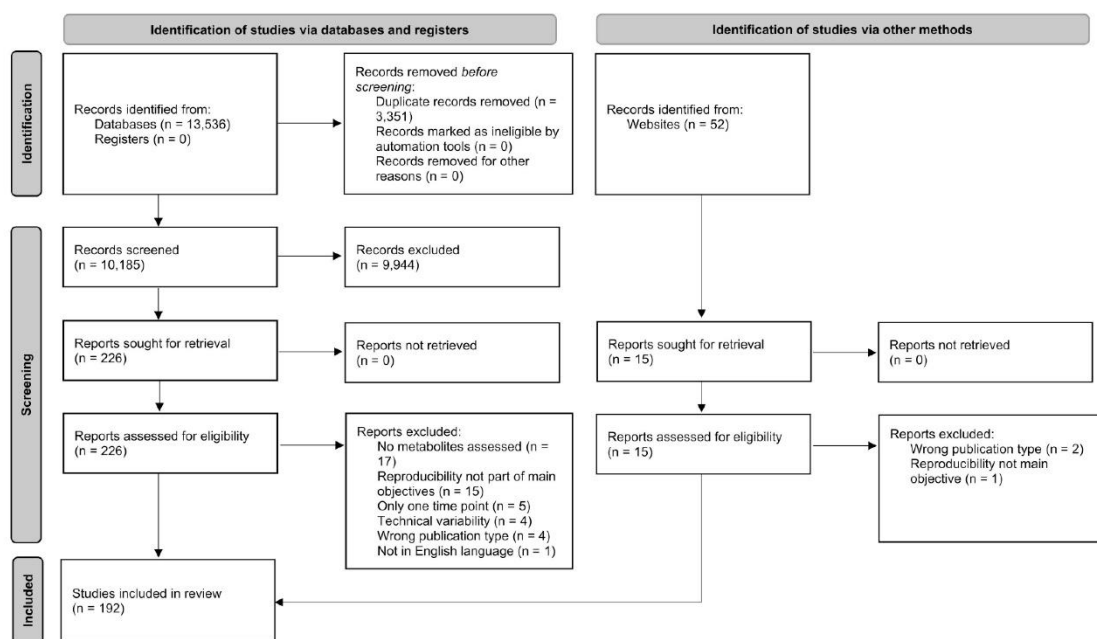 Identification of studies via databases and registers
Identification of studies via other methods
Identification
Records identified from:
Databases (n = 13,536)
Registers (n = 0)
Records removed before
screening:
Duplicate records removed (n =
3,351)
Records marked as ineligible by
automation tools (n = 0)
Records removed for other
reasons (n = 0)
Records identified from:
Websites (n = 52)
Screening
Records screened
(n = 10,185)
Records excluded
(n = 9,944)
Reports sought for retrieval
(n = 226)
Reports not retrieved
(n = 0)
Reports sought for retrieval
(n = 15)
Reports not retrieved
(n = 0)
Reports assessed for eligibility
(n = 226)
Reports excluded:
No metabolites assessed (n =
17)
Reproducibility not part of main
objectives (n = 15)
Only one time point (n = 5)
Technical variability (n = 4)
Wrong publication type (n = 4)
Not in English language (n = 1)
Reports assessed for eligibility
(n = 15)
Reports excluded:
Wrong publication type (n = 2)
Reproducibility not main
objective (n = 1)
Included
Studies included in review
(n = 192)